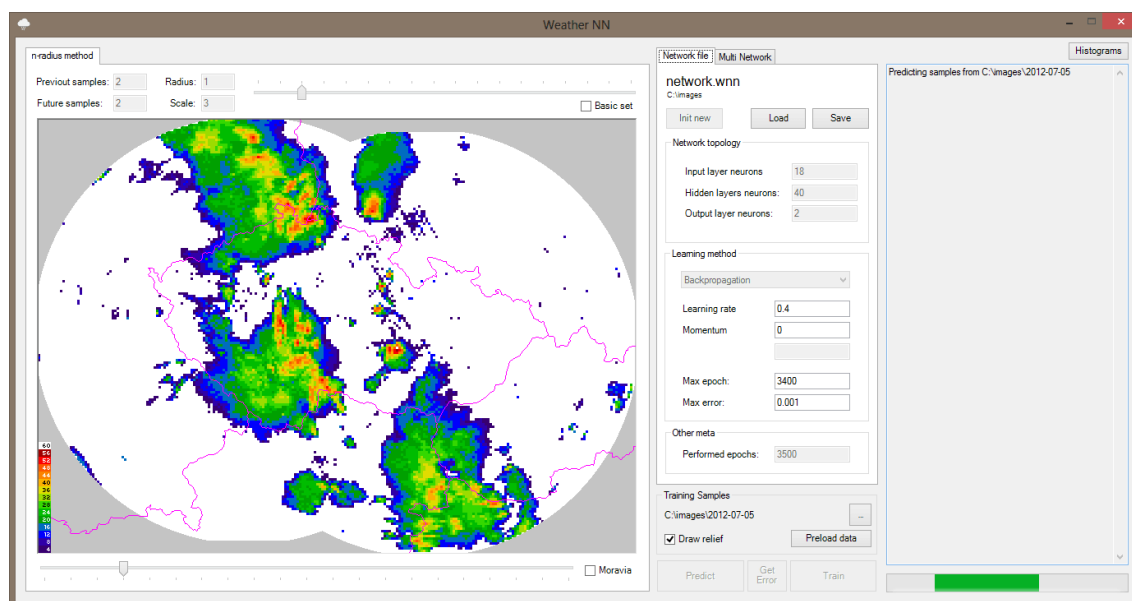 Weather NN
n-radius method
Previout samples: 2 Radius: 1
Future samples: 2 Scale: 3
Basic set
60
56
52
48
44
40
36
32
28
24
20
16
12
8
4
Moravia
Network file Multi Network
network.wnn
C:\images
Init new Load Save
Network topology
Input layer neurons 18
Hidden layers neurons: 40
Output layer neurons: 2
Learning method
Backpropagation
Learning rate 0.4
Momentum 0
Max epoch: 3400
Max error: 0.001
Other meta
Performed epochs: 3500
Training Samples
C:\images\2012-07-05 ...
Draw relief Preload data
Predict Get Error Train
Histograms
Predicting samples from C:\images\2012-07-05